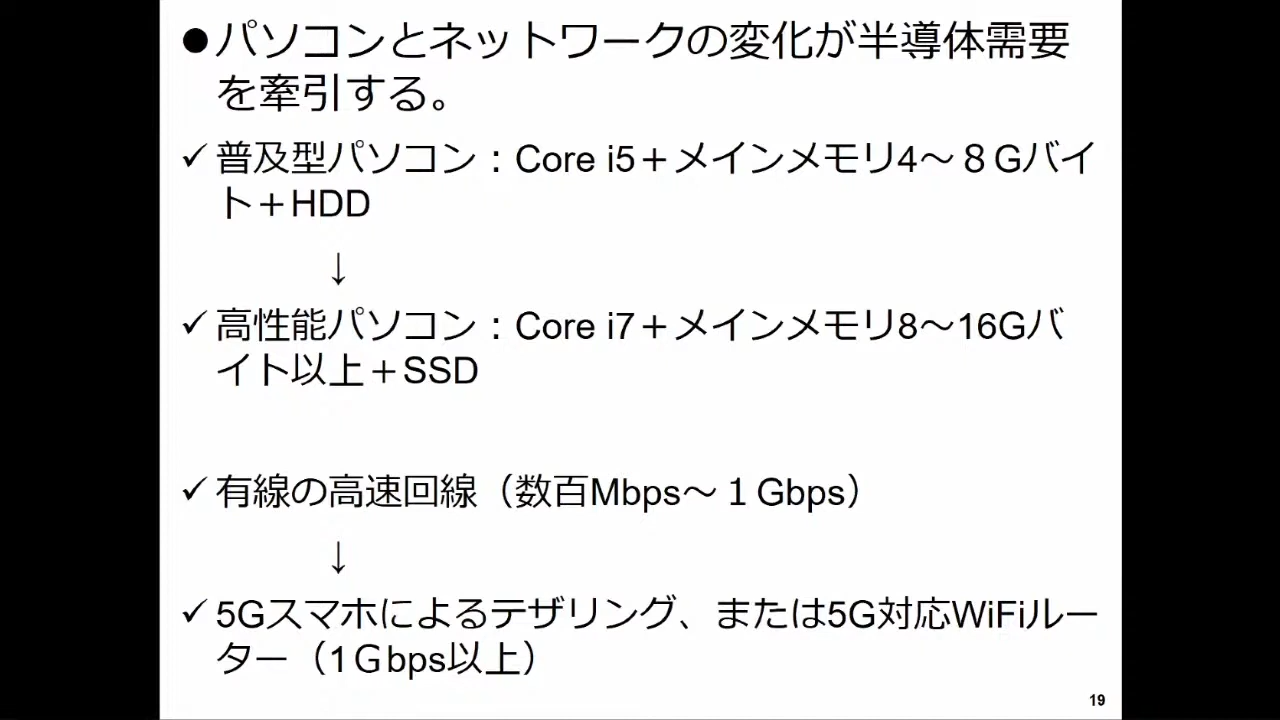 ●パソコンとネットワークの変化が半導体需要
を牽引する。
✓普及型パソコン：Core i5＋メインメモリ4～８Gバイ
ト＋HDD
↓
✓高性能パソコン：Core i7＋メインメモリ8～16Gバ
イト以上＋SSD
✓有線の高速回線（数百Mbps～１Gbps）
↓
✓5Gスマホによるテザリング、または5G対応WiFiルー
ター（1Ｇbps以上）
19